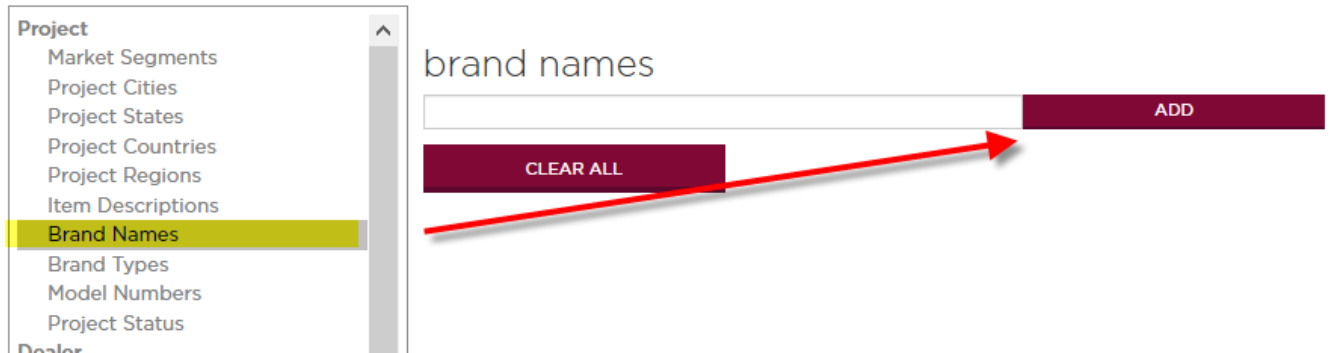 Project
Market Segments
Project Cities
Project States
Project Countries
Project Regions
Item Descriptions
Brand Names
Brand Types
Model Numbers
Project Status
Dealer
brand names
ADD
CLEAR ALL